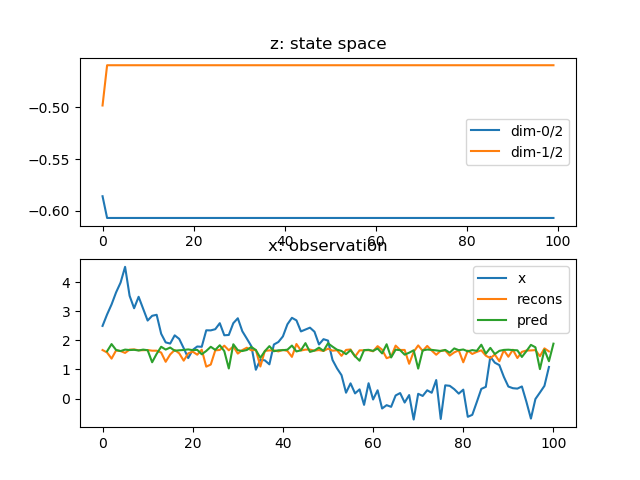 z: state space
−0.50
−0.55
−0.60
dim-0/2
dim-1/2
0 20 40 60 80 100
x: observation
4
3
2
1
0
x
recons
pred
0 20 40 60 80 100